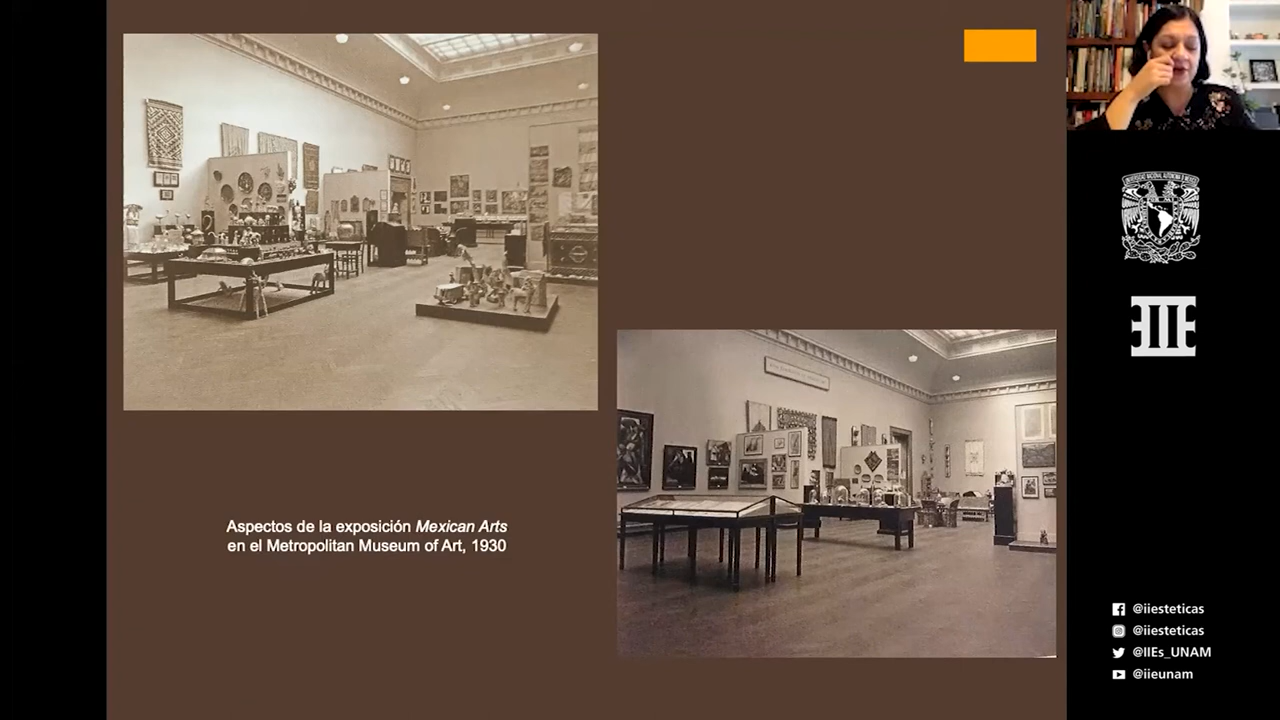 Aspectos de la exposición Mexican Arts
en el Metropolitan Museum of Art, 1930
@iiesteticas
@iiesteticas
@IIEs_UNAM
@iieunam